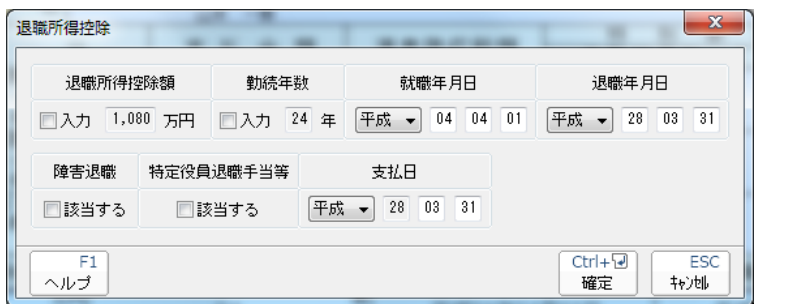 退職所得控除
退職所得控除額 勤続年数 就職年月日 退職年月日
入力 1,080 万円 入力 24 年 平成 04 04 01 平成 28 03 31
障害退職 特定役員退職手当等 支払日
該当する 該当する 平成 28 03 31
F1 Ctrl+ ESC
ヘルプ 確定 キャンセル